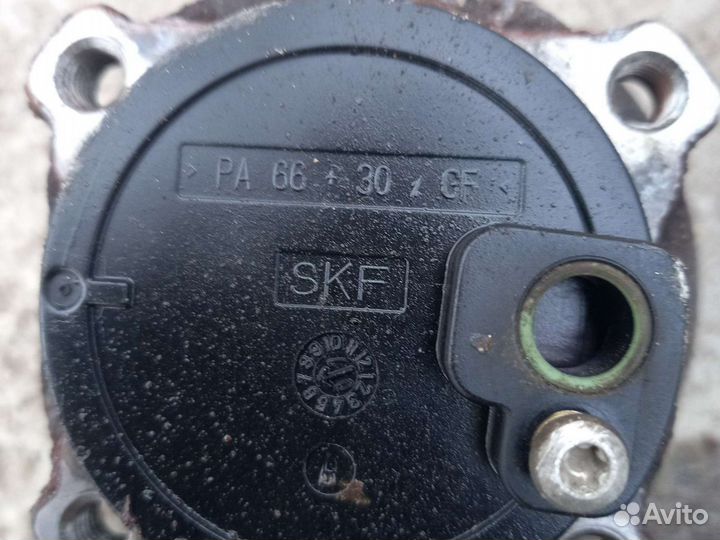 > PA 66 + 30 % GF <
SKF
Avito